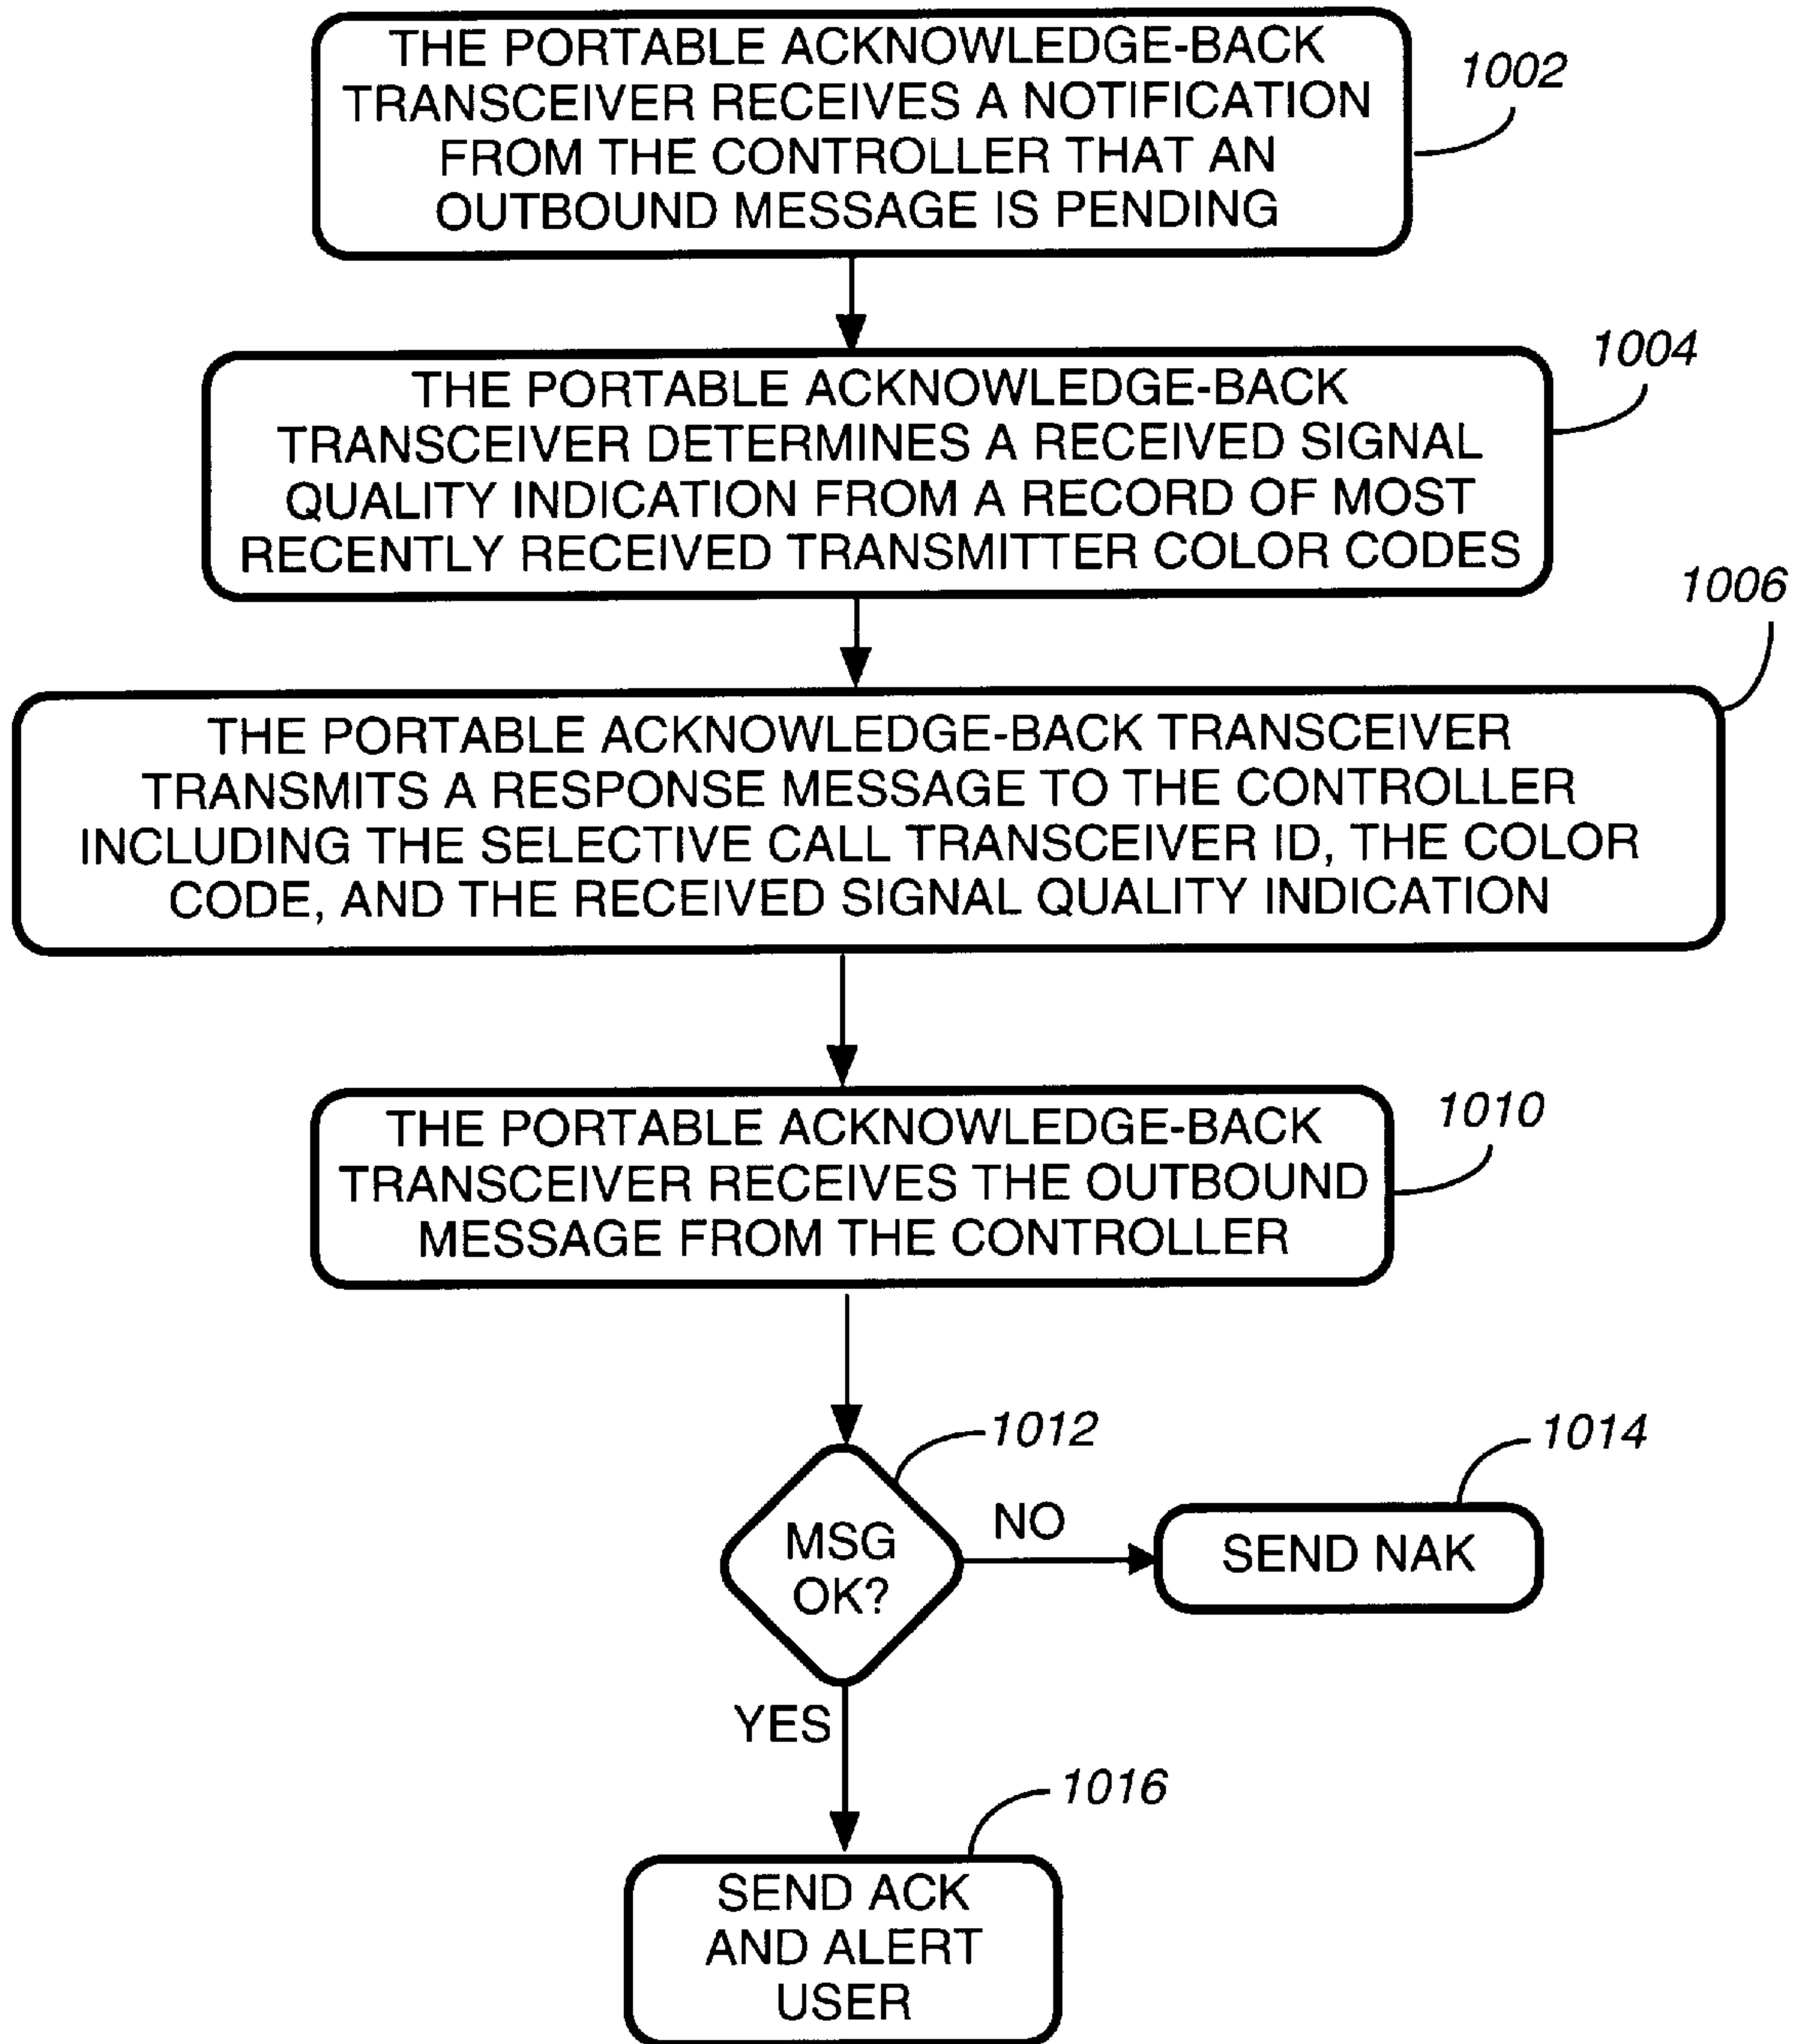 THE PORTABLE ACKNOWLEDGE-BACK
TRANSCEIVER RECEIVES A NOTIFICATION
FROM THE CONTROLLER THAT AN
OUTBOUND MESSAGE IS PENDING
1002
THE PORTABLE ACKNOWLEDGE-BACK
TRANSCEIVER DETERMINES A RECEIVED SIGNAL
QUALITY INDICATION FROM A RECORD OF MOST
RECENTLY RECEIVED TRANSMITTER COLOR CODES
1004
THE PORTABLE ACKNOWLEDGE-BACK TRANSCEIVER
TRANSMITS A RESPONSE MESSAGE TO THE CONTROLLER
INCLUDING THE SELECTIVE CALL TRANSCEIVER ID, THE COLOR
CODE, AND THE RECEIVED SIGNAL QUALITY INDICATION
1006
THE PORTABLE ACKNOWLEDGE-BACK
TRANSCEIVER RECEIVES THE OUTBOUND
MESSAGE FROM THE CONTROLLER
1010
MSG
OK?
1012
NO
SEND NAK
1014
YES
SEND ACK
AND ALERT
USER
1016